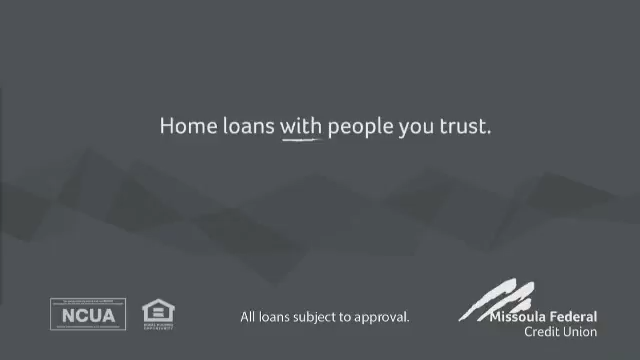 Home loans with people you trust.
NCUA
All loans subject to approval.
Missoula Federal
Credit Union